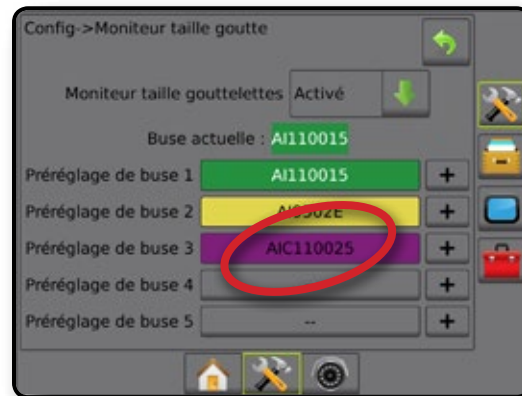 Config->Moniteur taille goutte
Moniteur taille gouttelettes Activé
Buse actuelle : AI110015
Préréglage de buse 1 AI110015 +
Préréglage de buse 2 AI9502E +
Préréglage de buse 3 AIC110025 +
Préréglage de buse 4 +
Préréglage de buse 5 -- +